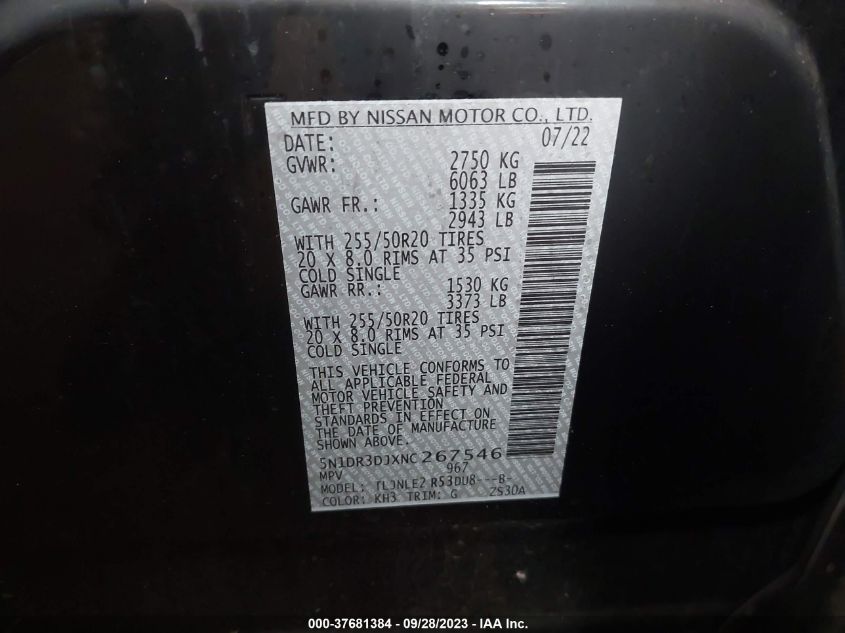 MFD BY NISSAN MOTOR CO., LTD.
DATE: 07/22
GVWR: 2750 KG
6063 LB
GAWR FR.: 1335 KG
2943 LB
WITH 255/50R20 TIRES
20 X 8.0 RIMS AT 35 PSI
COLD SINGLE
GAWR RR.: 1530 KG
3373 LB
WITH 255/50R20 TIRES
20 X 8.0 RIMS AT 35 PSI
COLD SINGLE
THIS VEHICLE CONFORMS TO
ALL APPLICABLE FEDERAL
MOTOR VEHICLE SAFETY AND
THEFT PREVENTION
STANDARDS IN EFFECT ON
THE DATE OF MANUFACTURE
SHOWN ABOVE.
5N1DR3DJXNC267546
MPV 967
MODEL: TLJNLE2 R53DU8---B-
COLOR: KH3 TRIM: G ZS30A
000-37681384 - 09/28/2023 - IAA Inc.